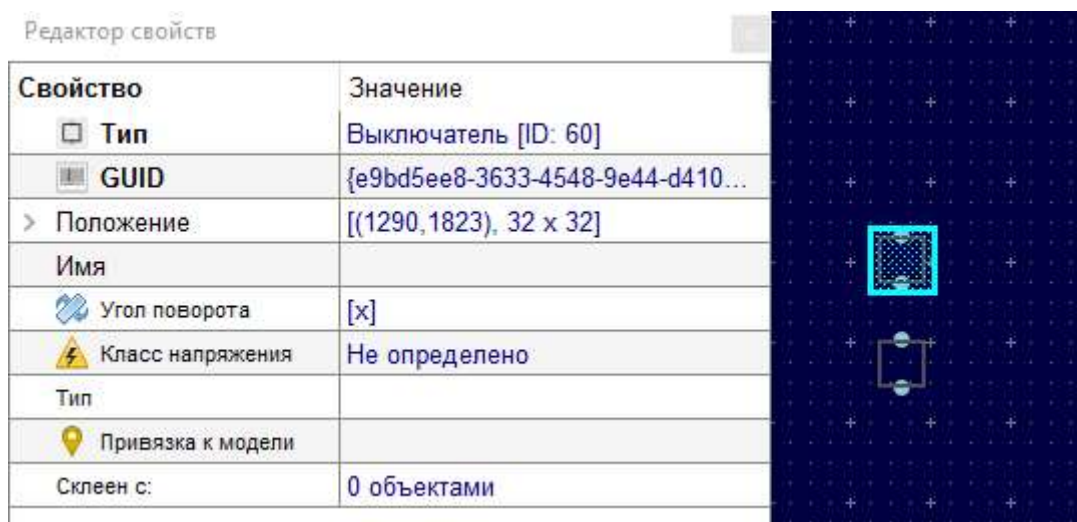 Редактор свойств
Свойство Значение
Тип Выключатель [ID: 60]
GUID {e9bd5ee8-3633-4548-9e44-d410...
Положение [(1290,1823), 32 x 32]
Имя
Угол поворота [x]
Класс напряжения Не определено
Тип
Привязка к модели
Склеен с: 0 объектами